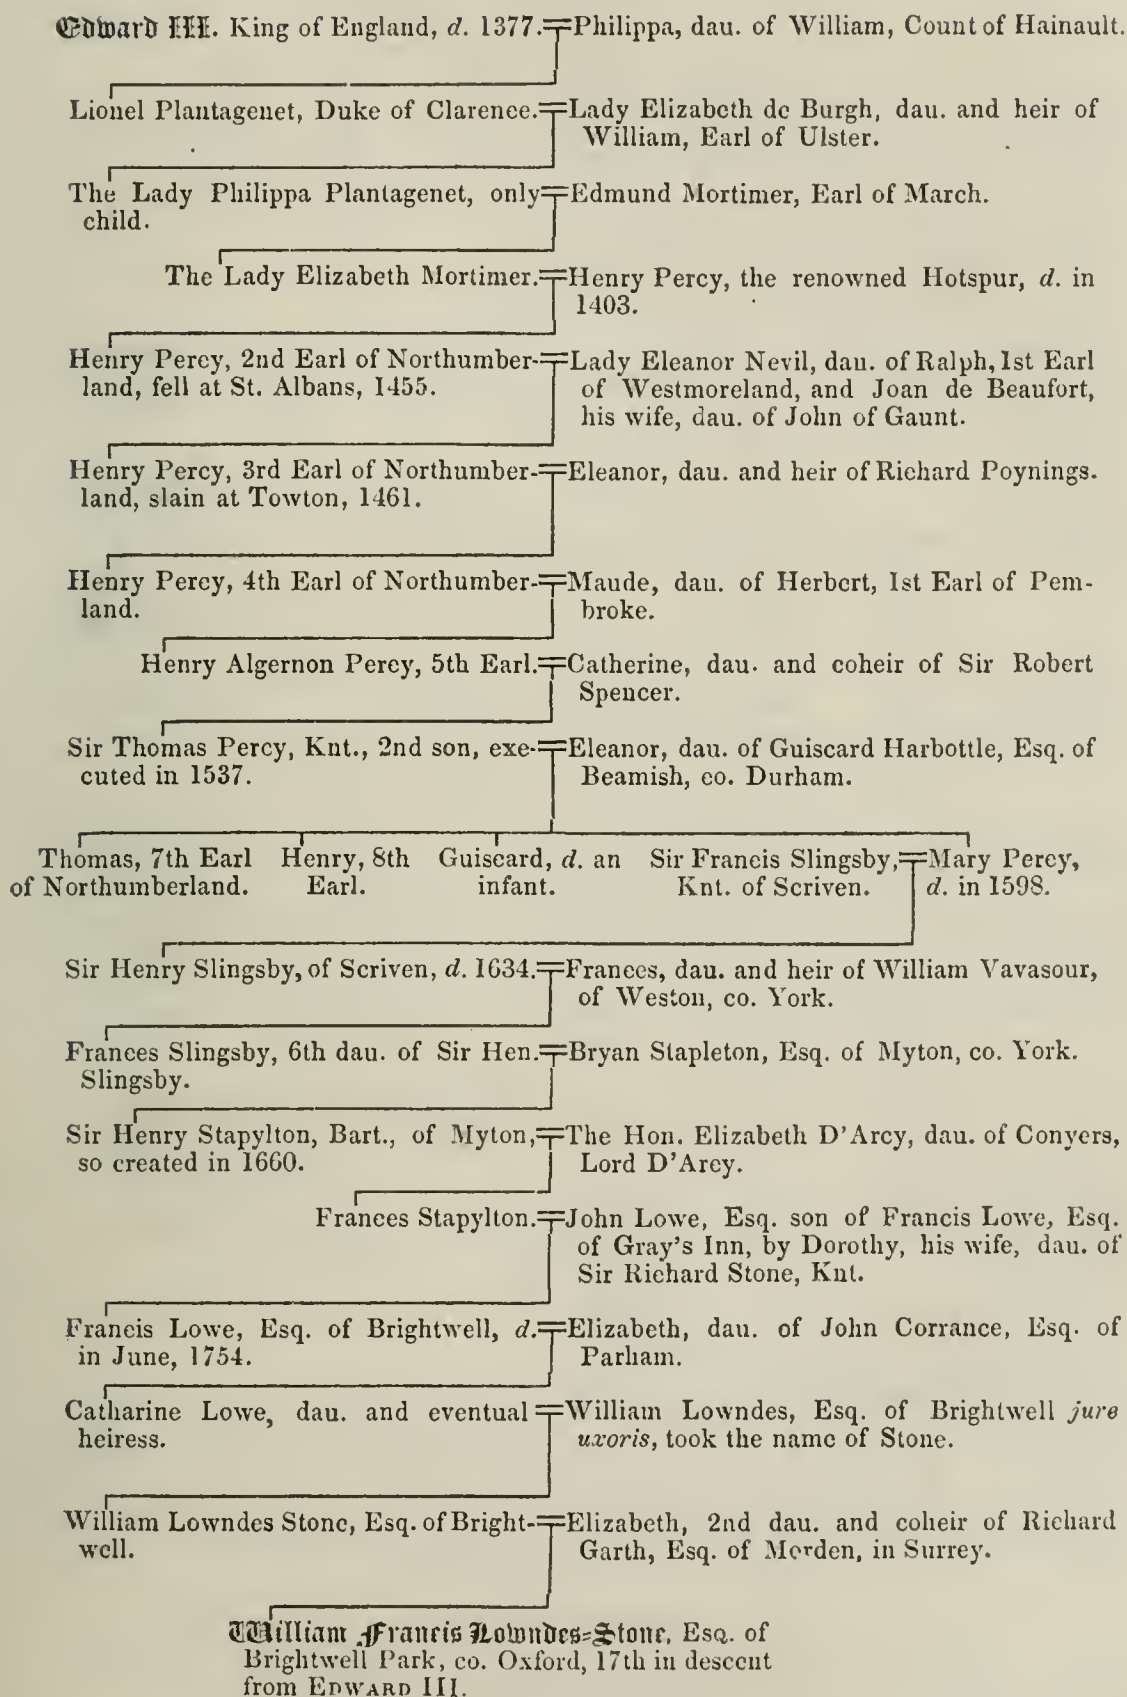 Edward III. King of England, d. 1377.=Philippa, dau. of William, Count of Hainault.
Lionel Plantagenet, Duke of Clarence.=Lady Elizabeth de Burgh, dau. and heir of
William, Earl of Ulster.
The Lady Philippa Plantagenet, only=Edmund Mortimer, Earl of March.
child.
The Lady Elizabeth Mortimer.=Henry Percy, the renowned Hotspur, d. in
1403.
Henry Percy, 2nd Earl of Northumber-=Lady Eleanor Nevil, dau. of Ralph, 1st Earl
land, fell at St. Albans, 1455. of Westmoreland, and Joan de Beaufort,
his wife, dau. of John of Gaunt.
Henry Percy, 3rd Earl of Northumber-=Eleanor, dau. and heir of Richard Poynings.
land, slain at Towton, 1461.
Henry Percy, 4th Earl of Northumber-=Maude, dau. of Herbert, 1st Earl of Pem-
land. broke.
Henry Algernon Percy, 5th Earl.=Catherine, dau. and coheir of Sir Robert
Spencer.
Sir Thomas Percy, Knt., 2nd son, exe-=Eleanor, dau. of Guiscard Harbottle, Esq. of
cuted in 1537. Beamish, co. Durham.
Thomas, 7th Earl Henry, 8th Guiscard, d. an Sir Francis Slingsby,=Mary Percy,
of Northumberland. Earl. infant. Knt. of Scriven. d. in 1598.
Sir Henry Slingsby, of Scriven, d. 1634.=Frances, dau. and heir of William Vavasour,
of Weston, co. York.
Frances Slingsby, 6th dau. of Sir Hen.=Bryan Stapleton, Esq. of Myton, co. York.
Slingsby.
Sir Henry Stapylton, Bart., of Myton,=The Hon. Elizabeth D'Arcy, dau. of Conyers,
so created in 1660. Lord D'Arcy.
Frances Stapylton.=John Lowe, Esq. son of Francis Lowe, Esq.
of Gray's Inn, by Dorothy, his wife, dau. of
Sir Richard Stone, Knt.
Francis Lowe, Esq. of Brightwell, d.=Elizabeth, dau. of John Corrance, Esq. of
in June, 1754. Parham.
Catharine Lowe, dau. and eventual=William Lowndes, Esq. of Brightwell jure
heiress. uxoris, took the name of Stone.
William Lowndes Stone, Esq. of Bright-=Elizabeth, 2nd dau. and coheir of Richard
well. Garth, Esq. of Morden, in Surrey.
William Francis Lowndes-Stone, Esq. of
Brightwell Park, co. Oxford, 17th in descent
from EDWARD III.